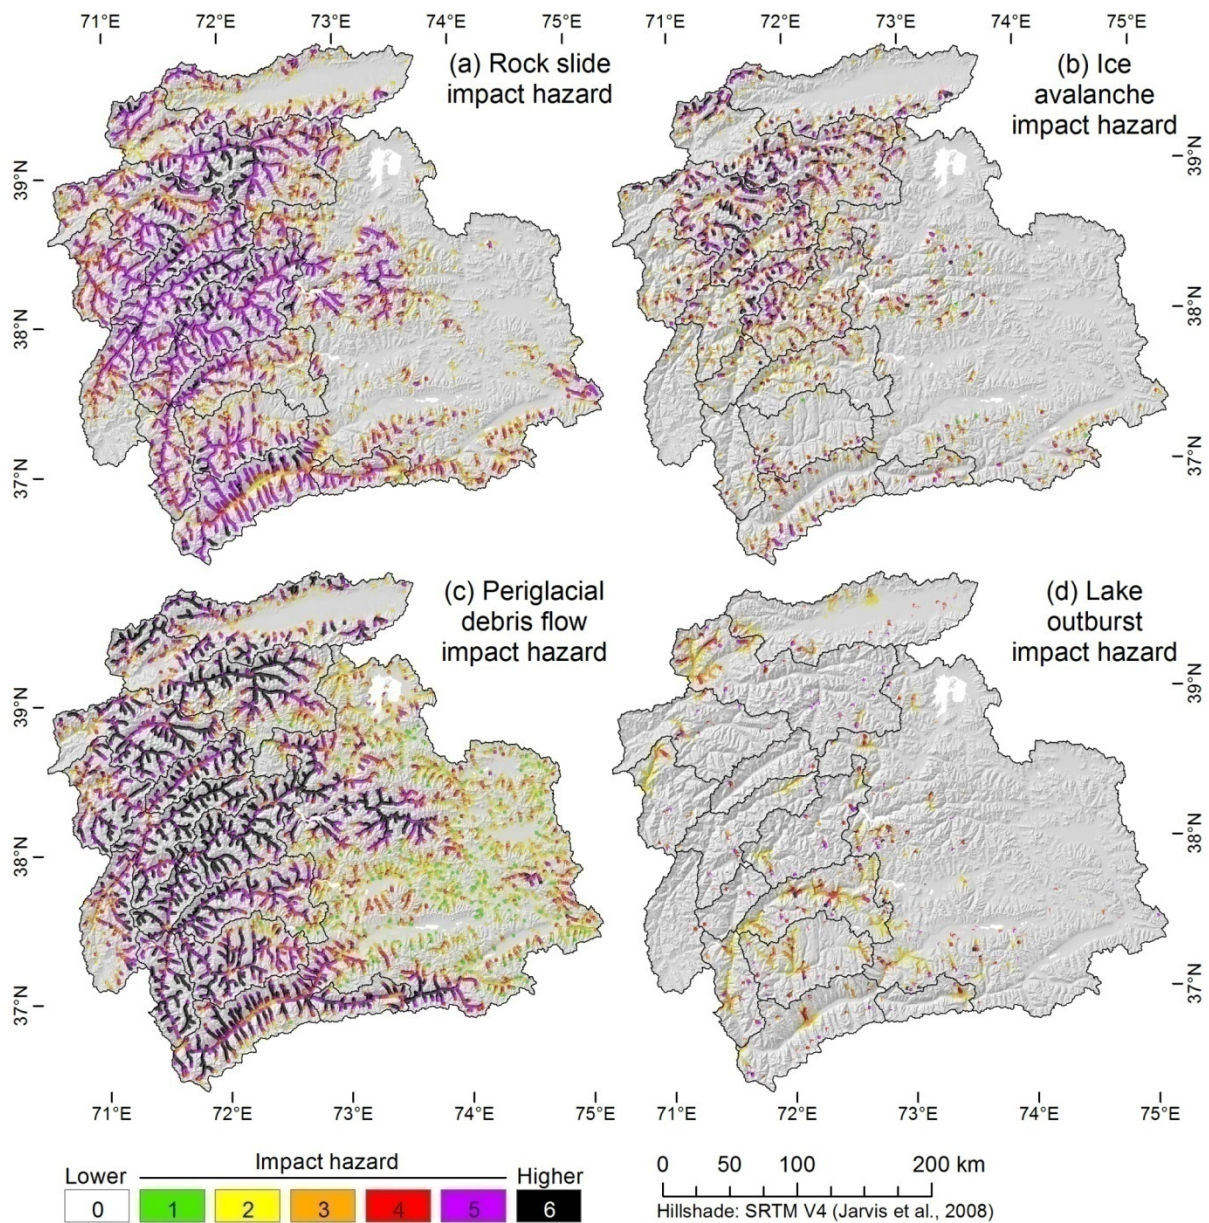 71°E 72°E 73°E 74°E 75°E 71°E 72°E 73°E 74°E 75°E
(a) Rock slide
impact hazard
(b) Ice
avalanche
impact hazard
39°N
38°N
37°N
39°N
38°N
37°N
(c) Periglacial
debris flow
impact hazard
(d) Lake
outburst
impact hazard
39°N
38°N
37°N
39°N
38°N
37°N
71°E 72°E 73°E 74°E 75°E 71°E 72°E 73°E 74°E 75°E
Lower Impact hazard Higher
0 1 2 3 4 5 6
0 50 100 200 km
Hillshade: SRTM V4 (Jarvis et al., 2008)